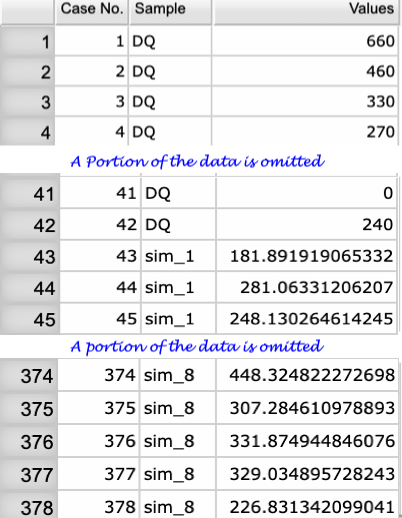 Case No. Sample Values
1 1 DQ 660
2 2 DQ 460
3 3 DQ 330
4 4 DQ 270
A Portion of the data is omitted
41 41 DQ 0
42 42 DQ 240
43 43 sim_1 181.891919065332
44 44 sim_1 281.06331206207
45 45 sim_1 248.130264614245
A portion of the data is omitted
374 374 sim_8 448.324822272698
375 375 sim_8 307.284610978893
376 376 sim_8 331.874944846076
377 377 sim_8 329.034895728243
378 378 sim_8 226.831342099041